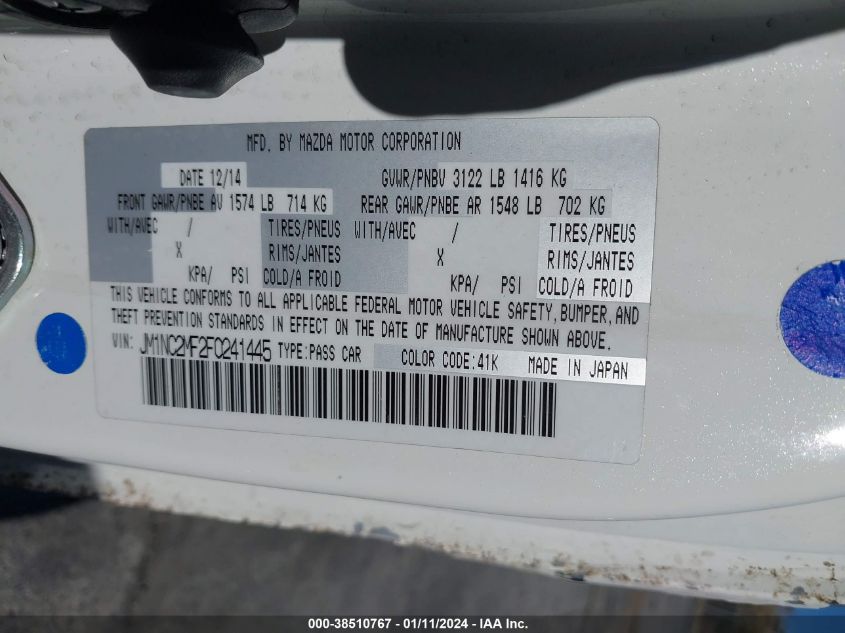 MFD. BY MAZDA MOTOR CORPORATION
DATE 12/14 GVWR/PNBV 3122 LB 1416 KG
FRONT GAWR/PNBE AV 1574 LB 714 KG REAR GAWR/PNBE AR 1548 LB 702 KG
WITH/AVEC / TIRES/PNEUS WITH/AVEC / TIRES/PNEUS
X RIMS/JANTES X RIMS/JANTES
KPA/ PSI COLD/A FROID KPA/ PSI COLD/A FROID
THIS VEHICLE CONFORMS TO ALL APPLICABLE FEDERAL MOTOR VEHICLE SAFETY, BUMPER, AND
THEFT PREVENTION STANDARDS IN EFFECT ON THE DATE OF MANUFACTURE SHOWN ABOVE.
VIN: JM1NC2MF2F0241445 TYPE:PASS CAR COLOR CODE:41K MADE IN JAPAN
000-38510767 - 01/11/2024 - IAA Inc.